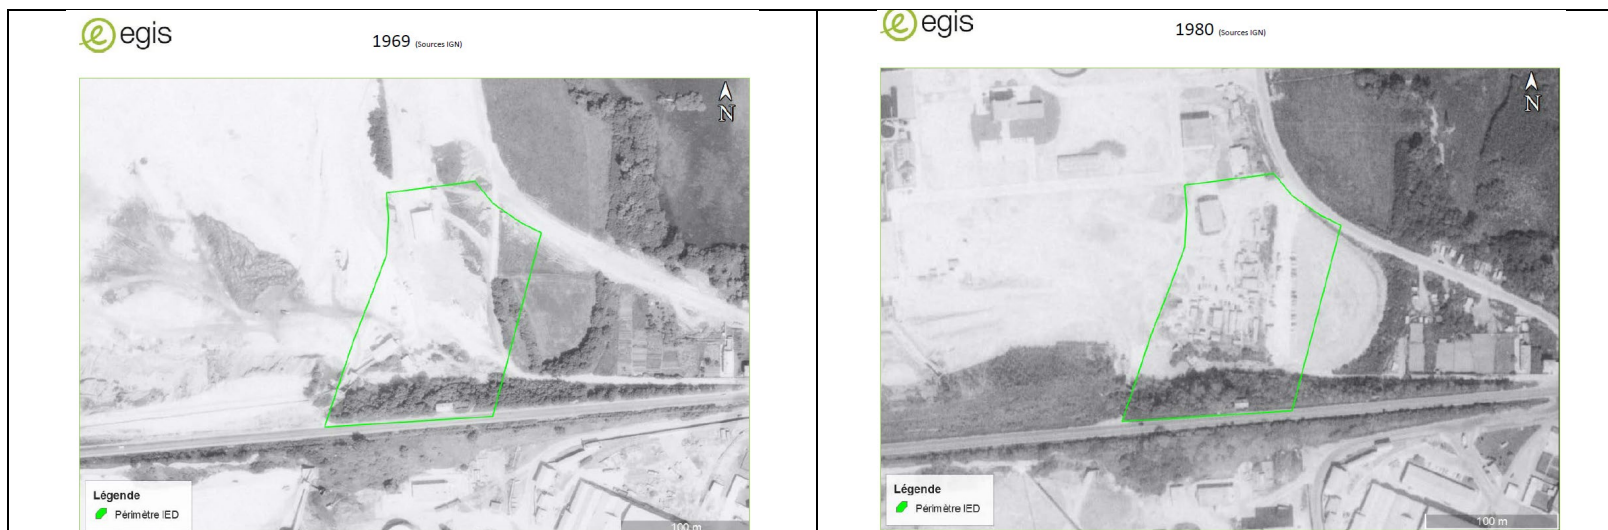 egis
1969 (Sources IGN)
N
Légende
Périmètre IED
100 m
egis
1980 (Sources IGN)
N
Légende
Périmètre IED
100 m